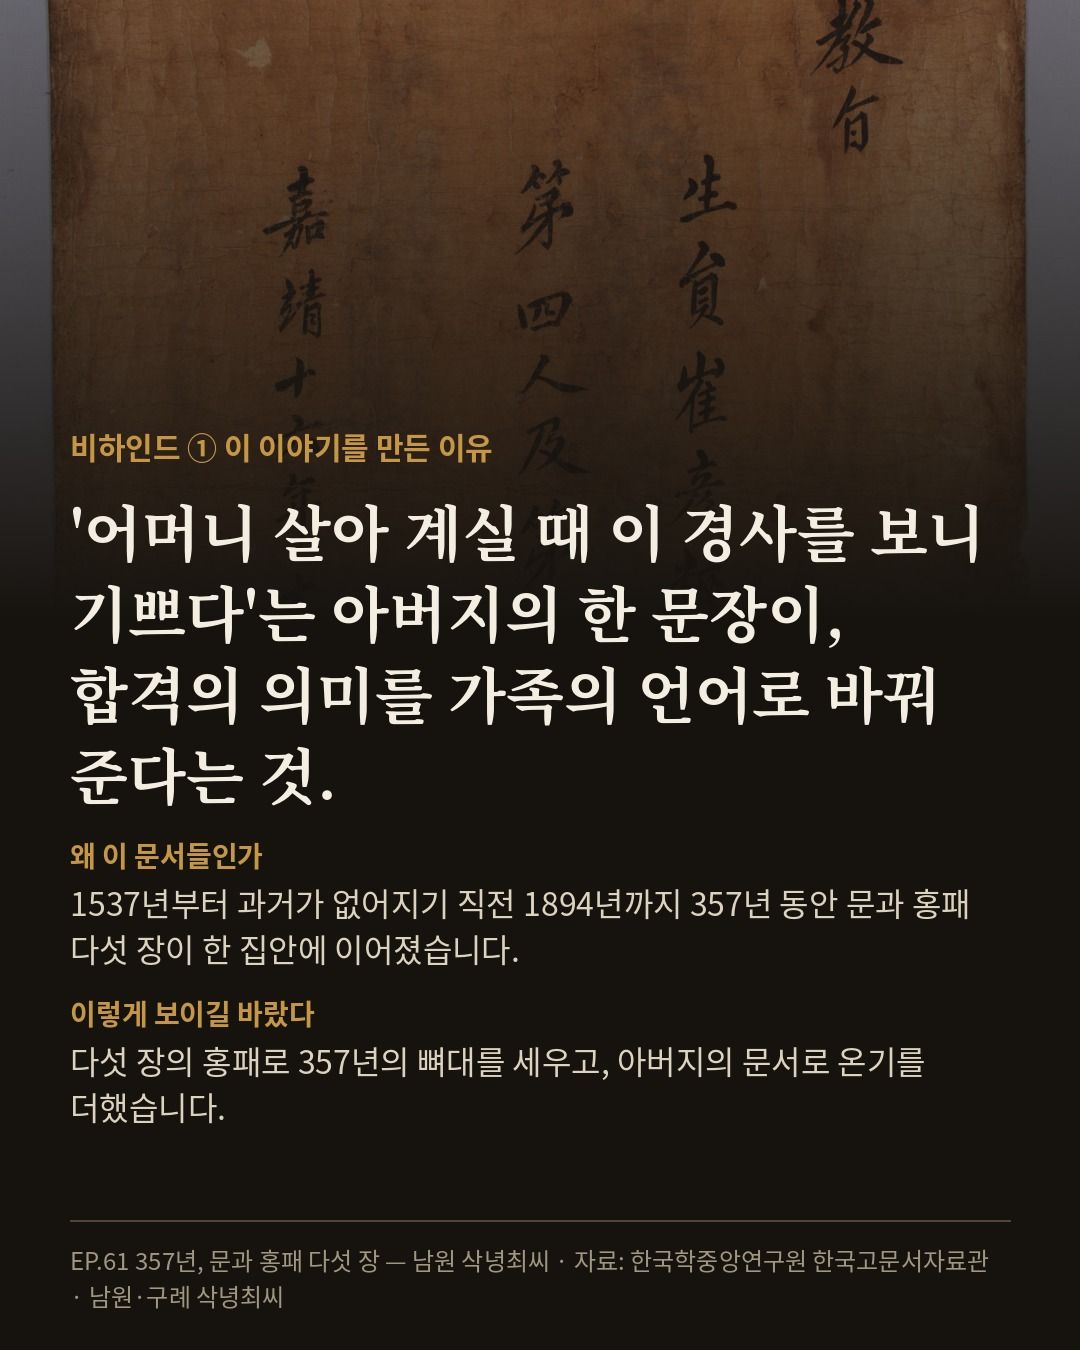 教旨
生員崔彦
第四人及第
嘉靖十六年
비하인드 ① 이 이야기를 만든 이유
'어머니 살아 계실 때 이 경사를 보니
기쁘다'는 아버지의 한 문장이,
합격의 의미를 가족의 언어로 바꿔
준다는 것.
왜 이 문서들인가
1537년부터 과거가 없어지기 직전 1894년까지 357년 동안 문과 홍패
다섯 장이 한 집안에 이어졌습니다.
이렇게 보이길 바랐다
다섯 장의 홍패로 357년의 뼈대를 세우고, 아버지의 문서로 온기를
더했습니다.
EP.61 357년, 문과 홍패 다섯 장 — 남원 삭녕최씨 · 자료: 한국학중앙연구원 한국고문서자료관
· 남원·구례 삭녕최씨